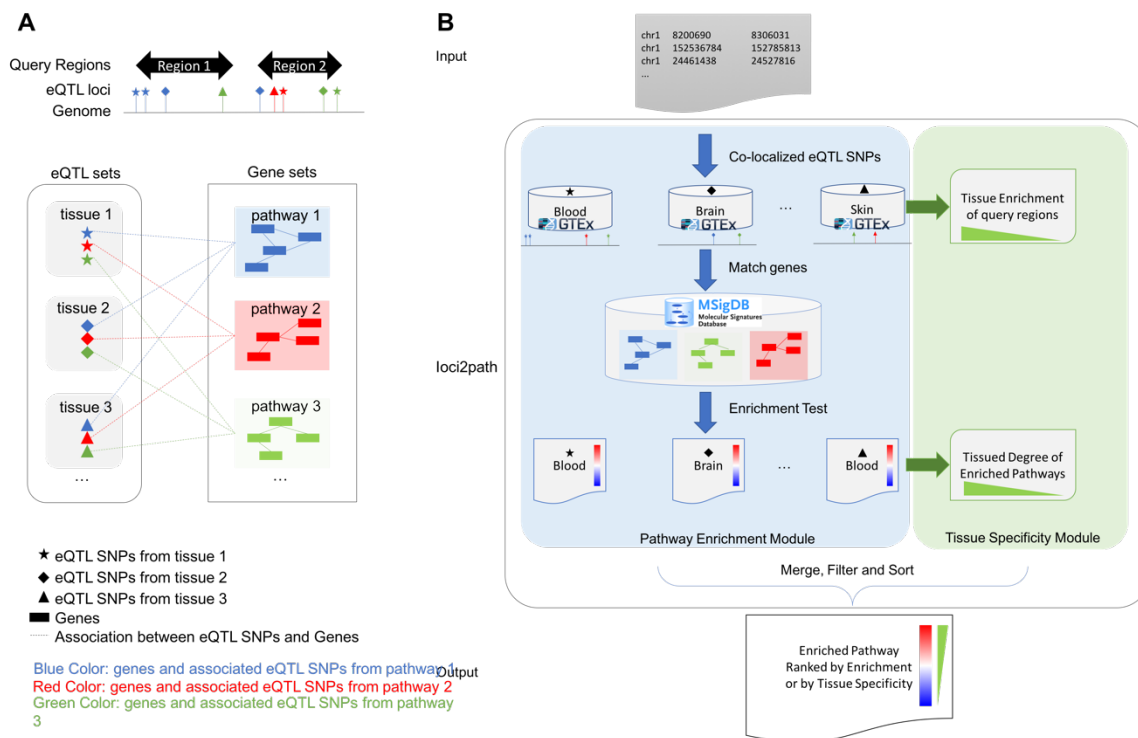 A
Query Regions
Region 1
Region 2
eQTL loci
Genome
eQTL sets
Gene sets
tissue 1
pathway 1
tissue 2
pathway 2
tissue 3
pathway 3
...
...
eQTL SNPs from tissue 1
eQTL SNPs from tissue 2
eQTL SNPs from tissue 3
Genes
Association between eQTL SNPs and Genes
Blue Color: genes and associated eQTL SNPs from pathway 1
Red Color: genes and associated eQTL SNPs from pathway 2
Green Color: genes and associated eQTL SNPs from pathway
3
B
Input
chr1 8200690 8306031
chr1 152536784 152785813
chr1 24461438 24527816
...
loci2path
Co-localized eQTL SNPs
Blood
GTEx
Brain
GTEx
...
Skin
GTEx
Tissue Enrichment
of query regions
Match genes
MSigDB
Molecular Signatures
Database
Enrichment Test
Blood
Brain
...
Blood
Tissued Degree of
Enriched Pathways
Pathway Enrichment Module
Tissue Specificity Module
Merge, Filter and Sort
Output
Enriched Pathway
Ranked by Enrichment
or by Tissue Specificity